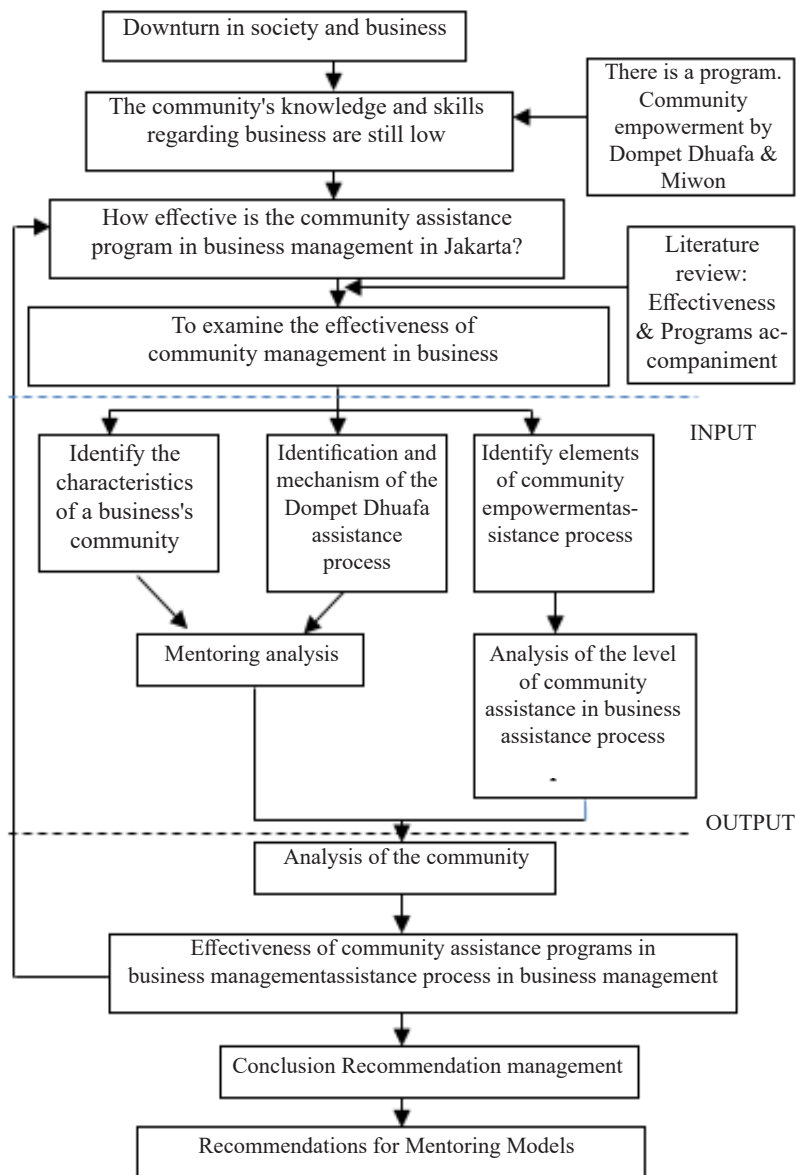 Downturn in society and business
There is a program.
Community
empowerment by
Dompet Dhuafa &
Miwon
The community's knowledge and skills
regarding business are still low
How effective is the community assistance
program in business management in Jakarta?
Literature
review:
Effectiveness
& Programs ac-
companiment
To examine the effectiveness of
community management in business
INPUT
Identify the
characteristics
of a business's
community
Identification and
mechanism of the
Dompet Dhuafa
assistance
process
Identify elements
of community
empowermentas-
sistance process
Mentoring analysis
Analysis of the level
of community
assistance in business
assistance process
OUTPUT
Analysis of the community
Effectiveness of community assistance programs in
business managementassistance process in business management
Conclusion Recommendation management
Recommendations for Mentoring Models